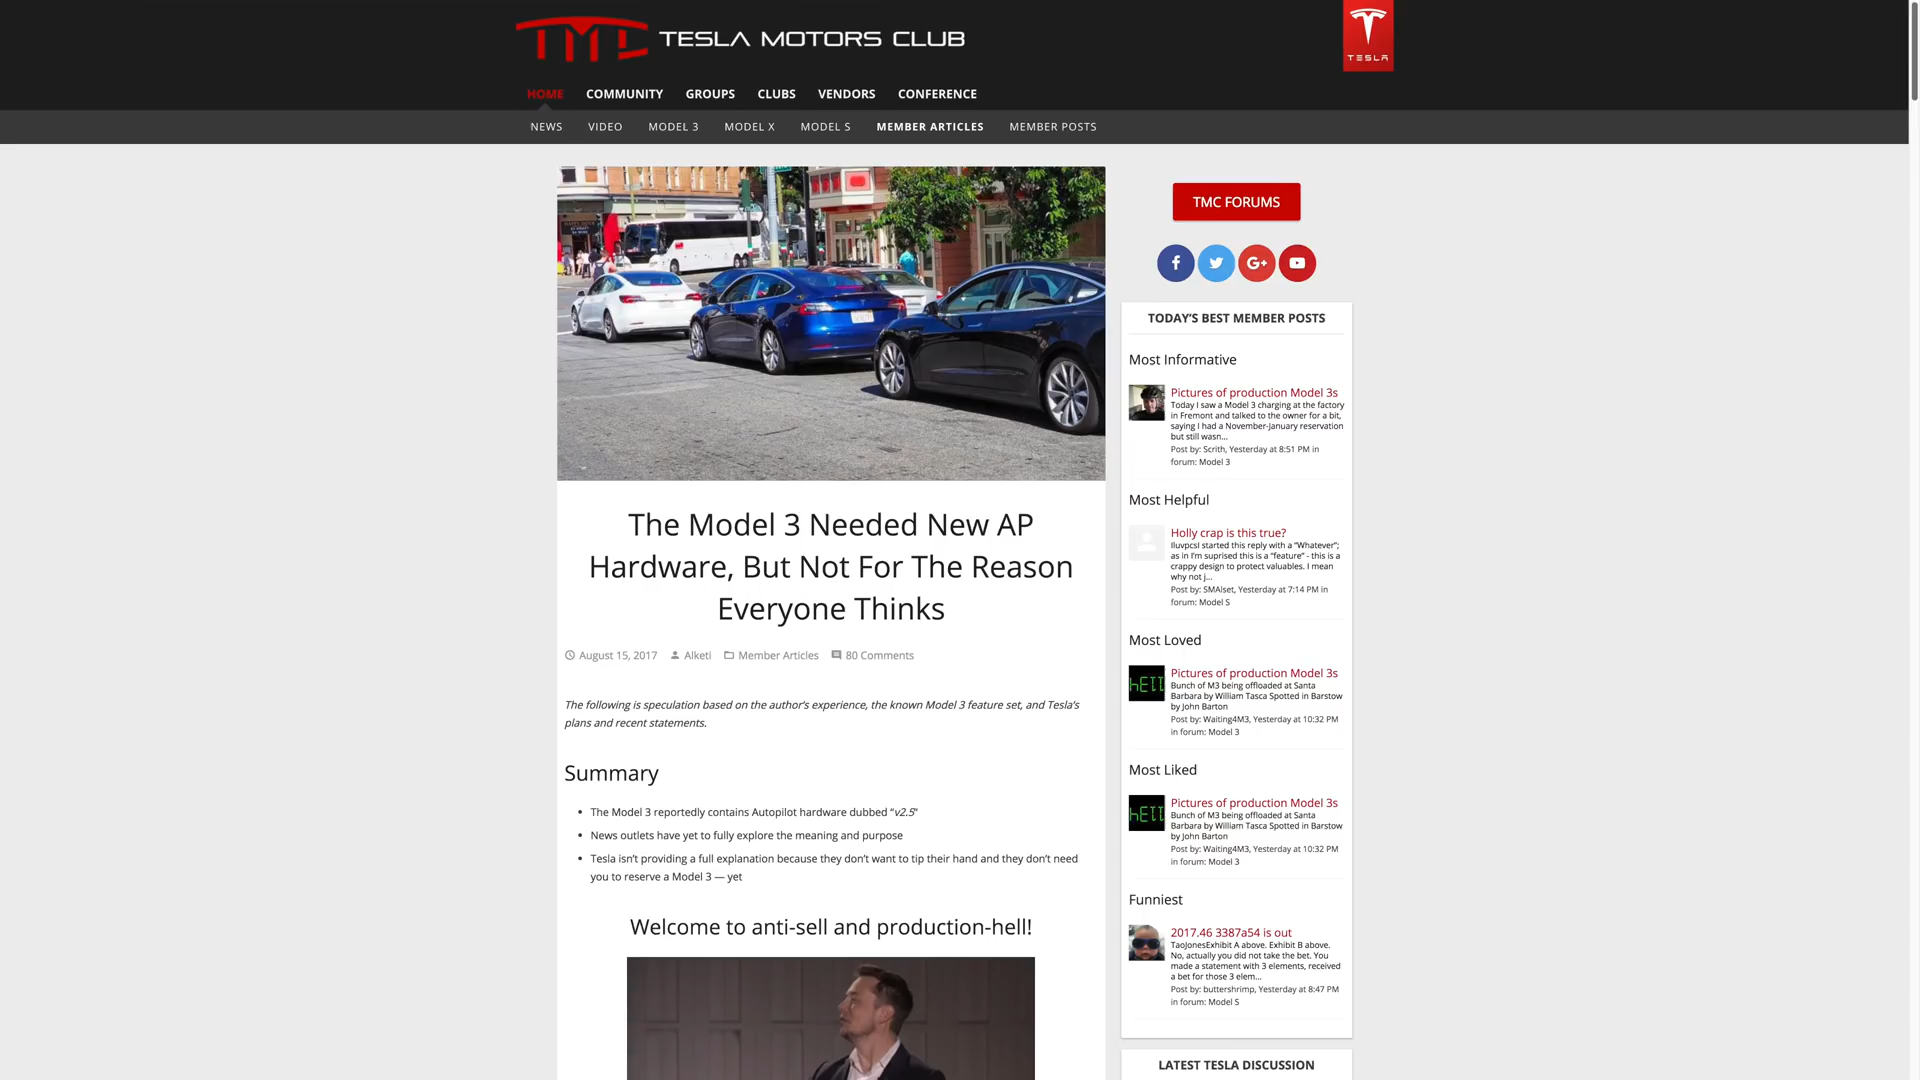 TMC TESLA MOTORS CLUB
TESLA
HOME COMMUNITY GROUPS CLUBS VENDORS CONFERENCE
NEWS VIDEO MODEL 3 MODEL X MODEL S MEMBER ARTICLES MEMBER POSTS
The Model 3 Needed New AP
Hardware, But Not For The Reason
Everyone Thinks
August 15, 2017 Alketi Member Articles 80 Comments
The following is speculation based on the author's experience, the known Model 3 feature set, and Tesla's
plans and recent statements.
Summary
• The Model 3 reportedly contains Autopilot hardware dubbed "v2.5"
• News outlets have yet to fully explore the meaning and purpose
• Tesla isn't providing a full explanation because they don't want to tip their hand and they don't need
you to reserve a Model 3 — yet
Welcome to anti-sell and production-hell!
TMC FORUMS
f G+
TODAY'S BEST MEMBER POSTS
Most Informative
Pictures of production Model 3s
Today I saw a Model 3 charging at the factory
in Fremont and talked to the owner for a bit,
saying I had a November-January reservation
but still wasn...
Post by: Scrith, Yesterday at 8:51 PM in
forum: Model 3
Most Helpful
Holly crap is this true?
Iluvpcsl started this reply with a "Whatever";
as in I'm suprised this is a "feature" - this is a
crappy design to protect valuables. I mean
why not j...
Post by: SMAlset, Yesterday at 7:14 PM in
forum: Model S
Most Loved
hELL
Pictures of production Model 3s
Bunch of M3 being offloaded at Santa
Barbara by William Tasca Spotted in Barstow
by John Barton
Post by: Waiting4M3, Yesterday at 10:32 PM
in forum: Model 3
Most Liked
hELL
Pictures of production Model 3s
Bunch of M3 being offloaded at Santa
Barbara by William Tasca Spotted in Barstow
by John Barton
Post by: Waiting4M3, Yesterday at 10:32 PM
in forum: Model 3
Funniest
2017.46 3387a54 is out
TaoJonesExhibit A above. Exhibit B above.
No, actually you did not take the bet. You
made a statement with 3 elements, received
a bet for those 3 elem...
Post by: buttershrimp, Yesterday at 8:47 PM
in forum: Model S
LATEST TESLA DISCUSSION